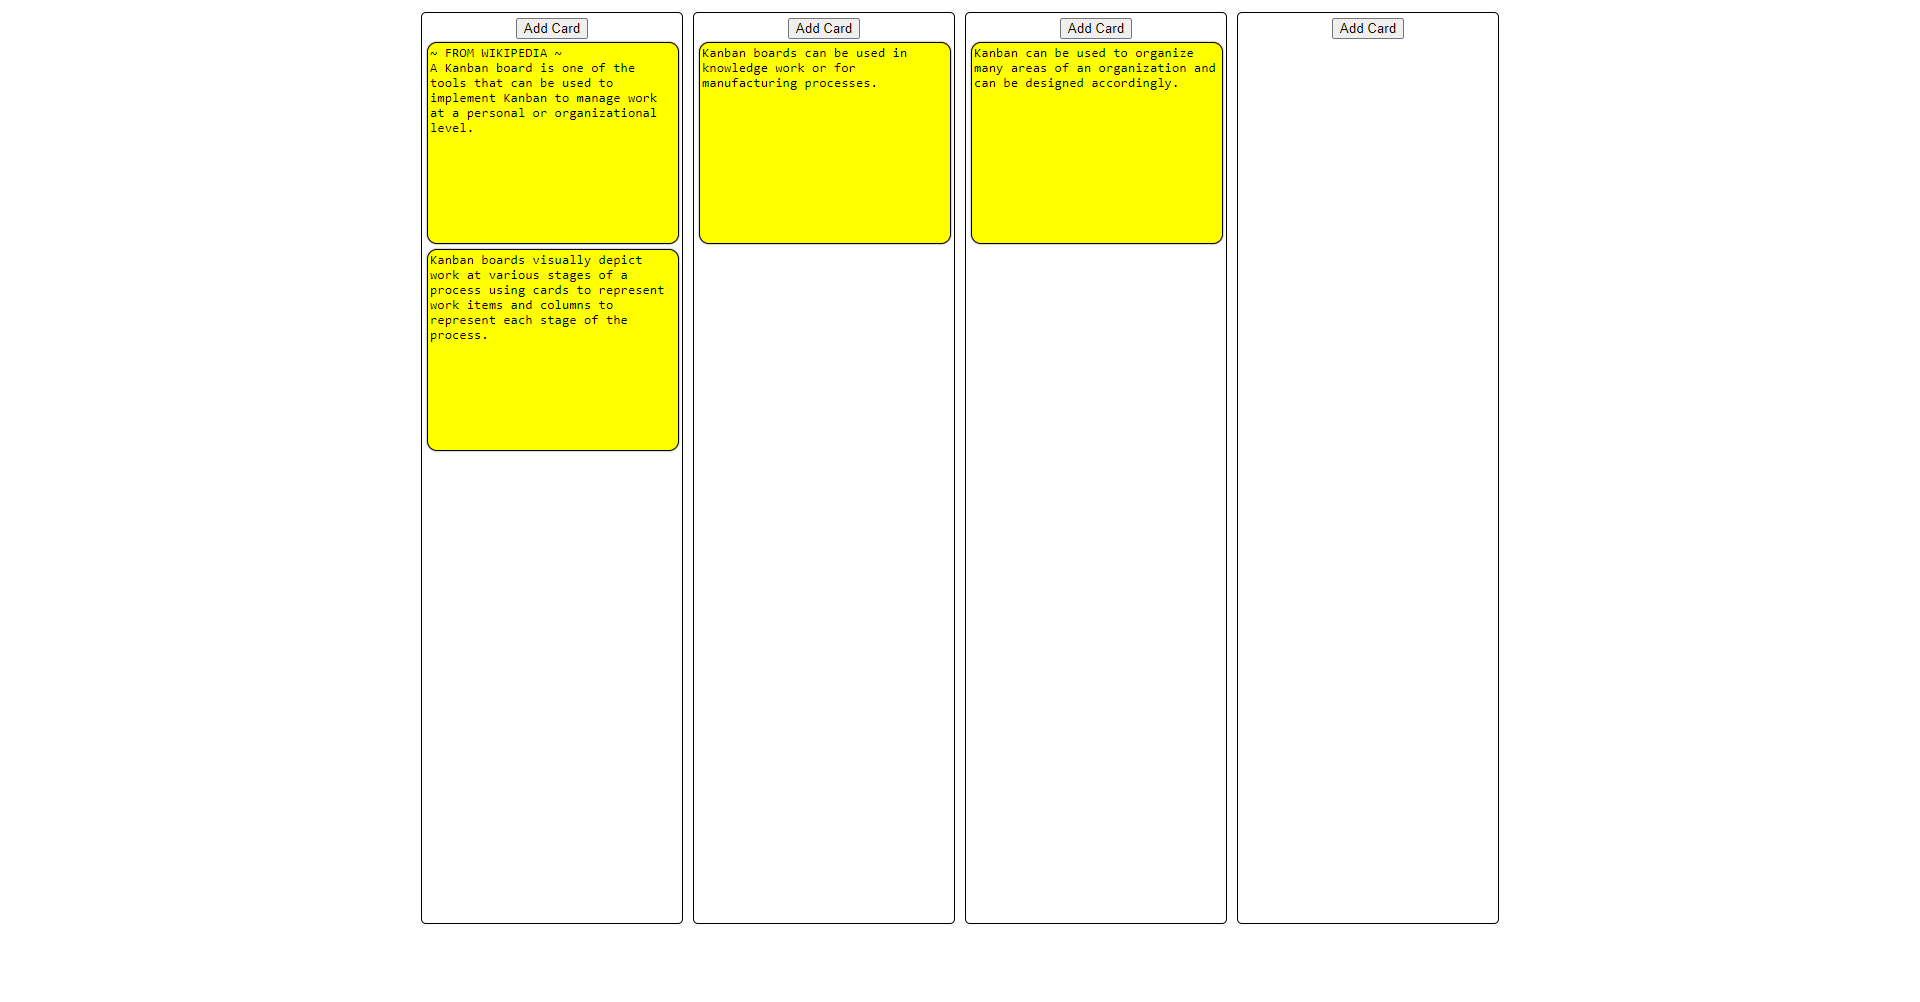 Add Card
~ FROM WIKIPEDIA ~
A Kanban board is one of the
tools that can be used to
implement Kanban to manage work
at a personal or organizational
level.
Kanban boards visually depict
work at various stages of a
process using cards to represent
work items and columns to
represent each stage of the
process.
Add Card
Kanban boards can be used in
knowledge work or for
manufacturing processes.
Add Card
Kanban can be used to organize
many areas of an organization and
can be designed accordingly.
Add Card